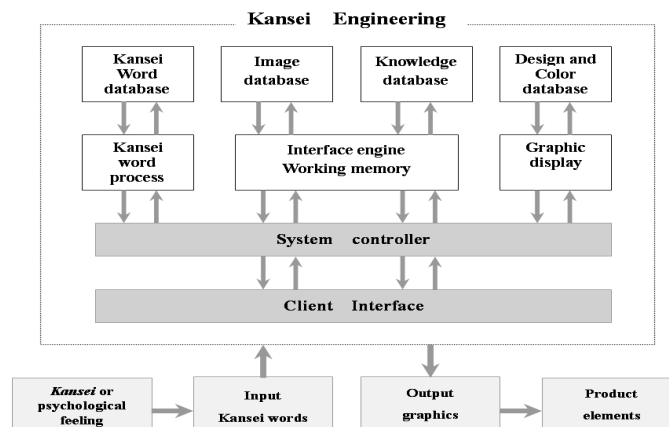 Kansei Engineering
Kansei
Word
database
Image
database
Knowledge
database
Design and
Color
database
Kansei
word
process
Interface engine
Working memory
Graphic
display
System controller
Client Interface
Kansei or
psychological
feeling
Input
Kansei words
Output
graphics
Product
elements